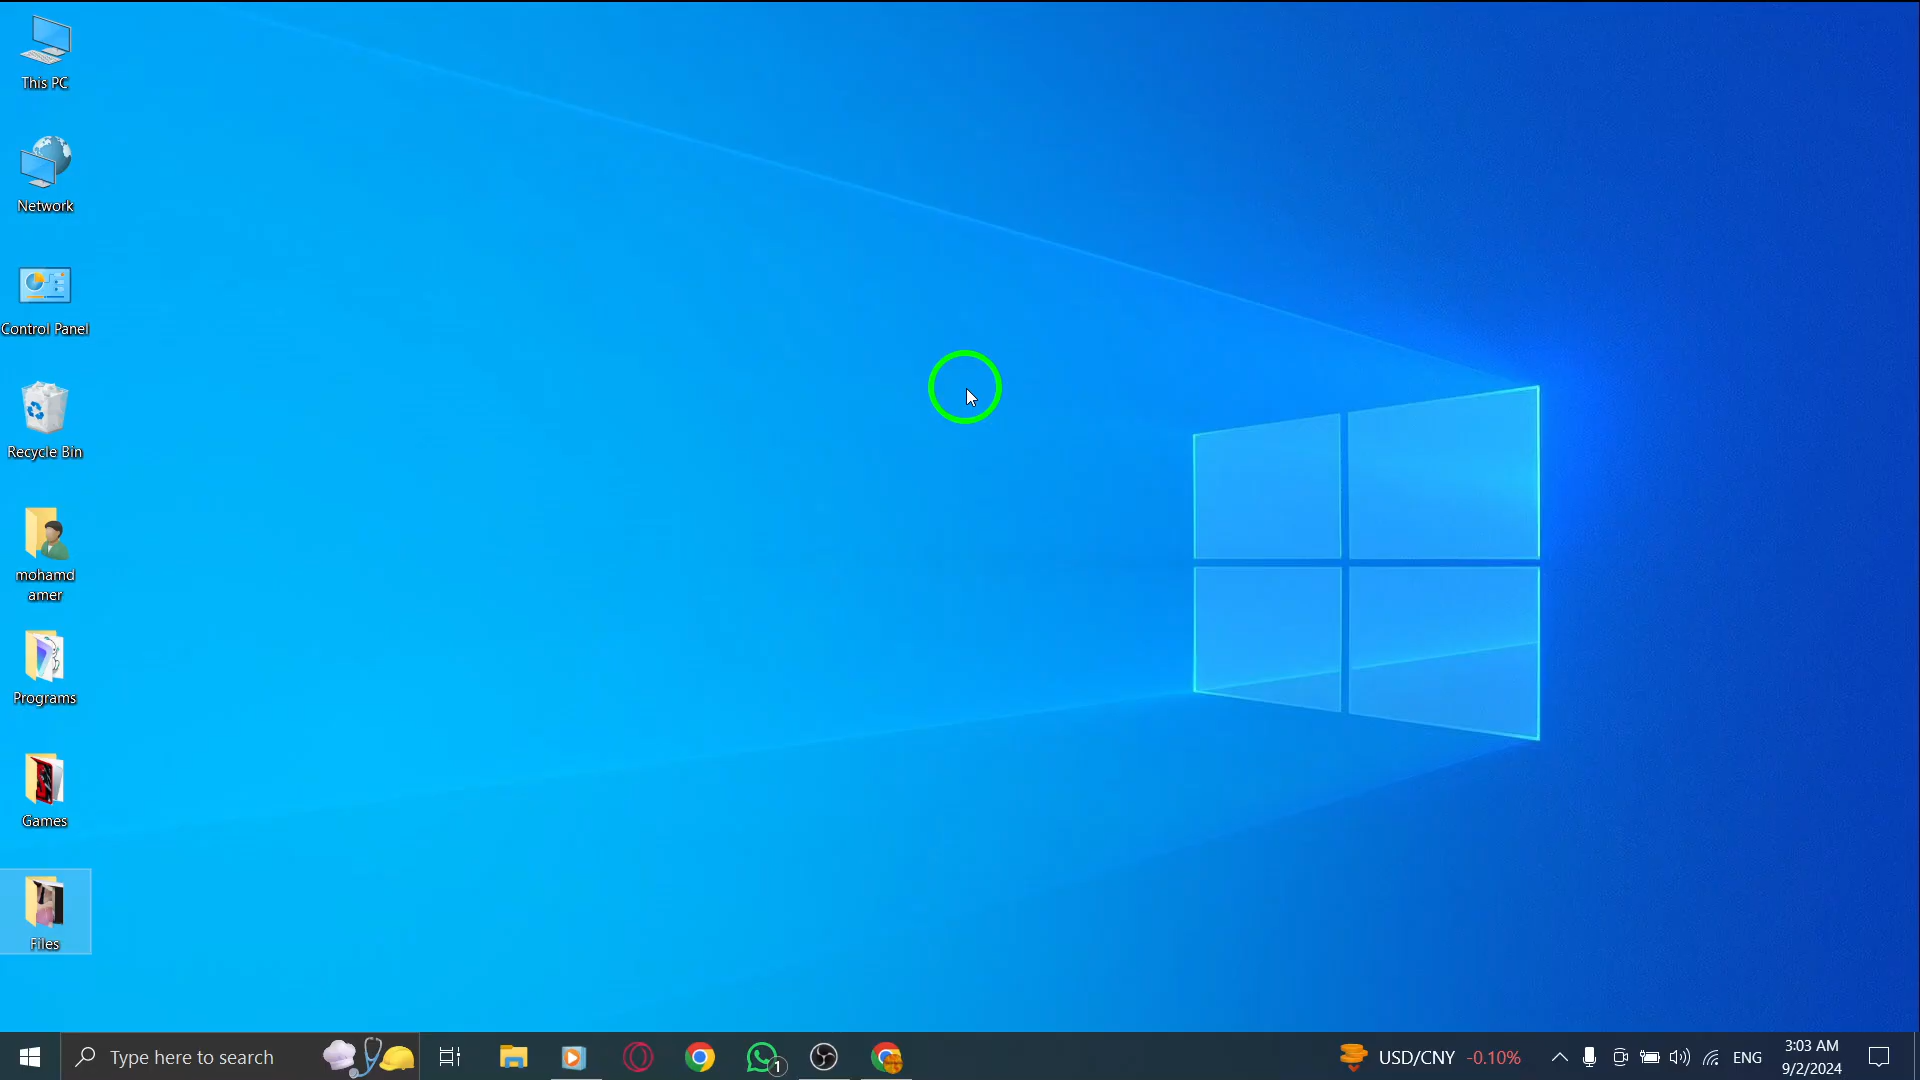 This PC
Network
Control Panel
Recycle Bin
mohamd
amer
Programs
Games
Files
Type here to search
1
USD/CNY -0.10%
ENG
3:03 AM
9/2/2024